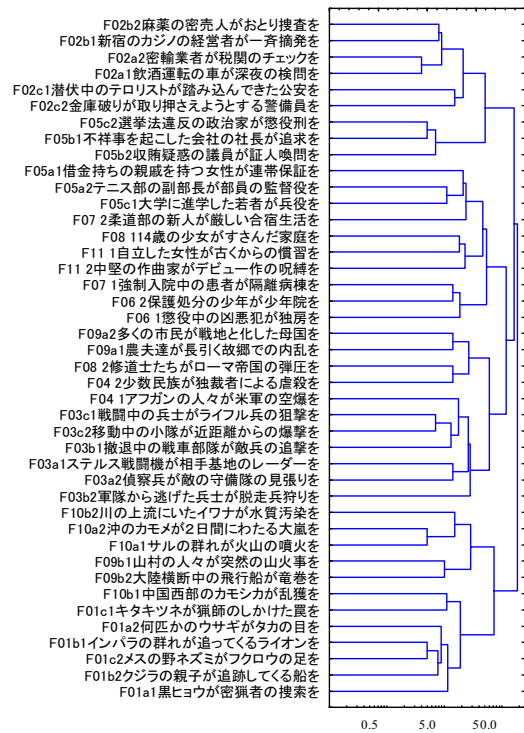 F02b2麻薬の密売人がおとり捜査を
F02b1新宿のカジノの経営者が一斉摘発を
F02a2密輸業者が税関のチェックを
F02a1飲酒運転の車が深夜の検問を
F02c1潜伏中のテロリストが踏み込んできた公安を
F02c2金庫破りが取り押さえようとする警備員を
F05c2選挙法違反の政治家が懲役刑を
F05b1不祥事を起こした会社の社長が追求を
F05b2収賄疑惑の議員が証人喚問を
F05a1借金持ちの親戚を持つ女性が連帯保証を
F05a2テニス部の副部長が部員の監督役を
F05c1大学に進学した若者が兵役を
F07 2柔道部の新人が厳しい合宿生活を
F08 114歳の少女がすさんだ家庭を
F11 1自立した女性が古くからの慣習を
F11 2中堅の作曲家がデビュー作の呪縛を
F07 1強制入院中の患者が隔離病棟を
F06 2保護処分の少年が少年院を
F06 1懲役中の凶悪犯が独房を
F09a2多くの市民が戦地と化した母国を
F09a1農夫達が長引く故郷での内乱を
F08 2修道士たちがローマ帝国の弾圧を
F04 2少数民族が独裁者による虐殺を
F04 1アフガンの人々が米軍の空爆を
F03c1戦闘中の兵士がライフル兵の狙撃を
F03c2移動中の小隊が近距離からの爆撃を
F03b1撤退中の戦車部隊が敵兵の追撃を
F03a1ステルス戦闘機が相手基地のレーダーを
F03a2偵察兵が敵の守備隊の見張りを
F03b2軍隊から逃げた兵士が脱走兵狩りを
F10b2川の上流にいたイワナが水質汚染を
F10a2沖のカモメが２日間にわたる大嵐を
F10a1サルの群れが火山の噴火を
F09b1山村の人々が突然の山火事を
F09b2大陸横断中の飛行船が竜巻を
F10b1中国西部のカモシカが乱獲を
F01c1キタキツネが猟師のしかけた罠を
F01a2何匹かのウサギがタカの目を
F01b1インパラの群れが追ってくるライオンを
F01c2メスの野ネズミがフクロウの足を
F01b2クジラの親子が追跡してくる船を
F01a1黒ヒョウが密猟者の捜索を
0.5 5.0 50.0